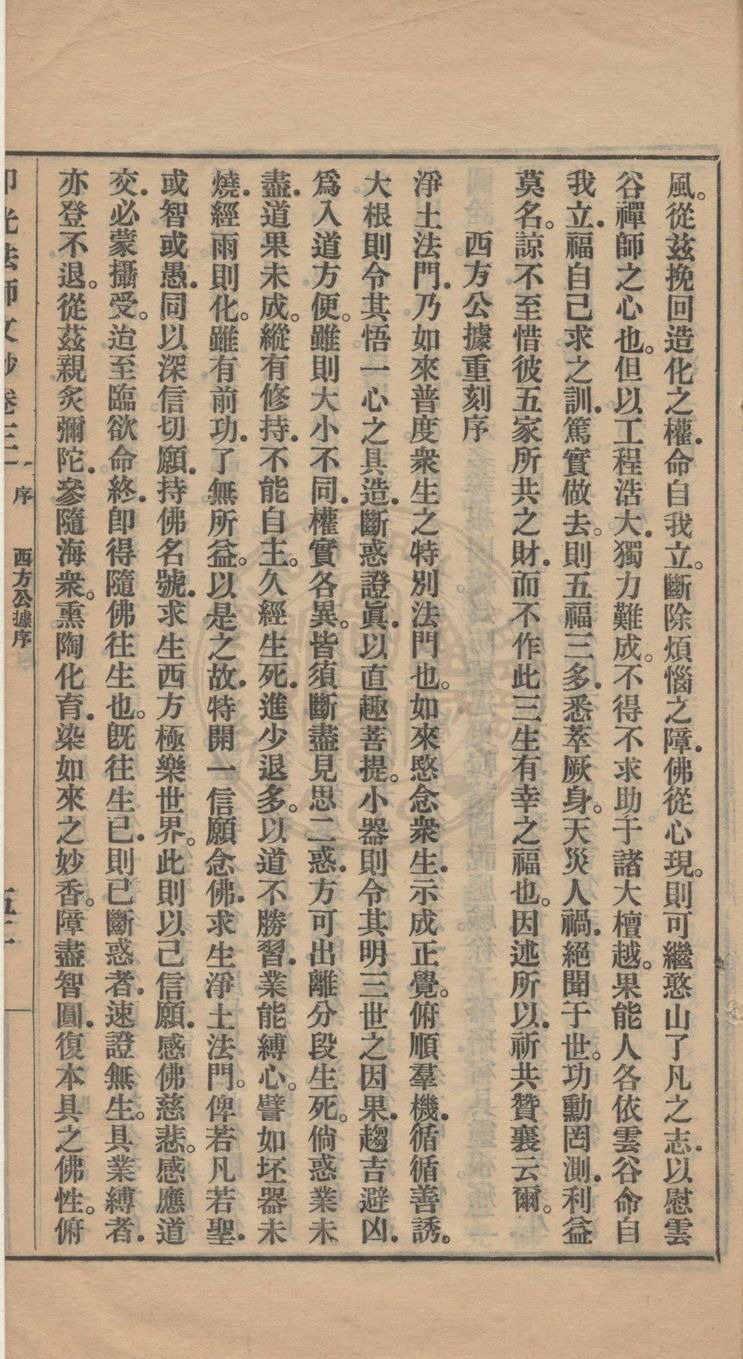 風。從茲挽回造化之權.命自我立。斷除煩惱之障.佛從心現。則可繼憨山了凡之志.以慰雲
谷禪師之心也。但以工程浩大.獨力難成。不得不求助于諸大檀越。果能人各依雲谷命自
我立.福自己求之訓.篤實做去。則五福三多.悉萃厥身。天災人禍.絕聞于世。功勳罔測.利益
莫名。諒不至惜彼五家所共之財.而不作此三生有幸之福也。因述所以.祈共贊襄云爾。
西方公據重刻序
淨土法門.乃如來普度衆生之特別法門也。如來愍念衆生.示成正覺。俯順羣機.循循善誘。
大根則令其悟一心之具造.斷惑證眞.以直趣菩提。小器則令其明三世之因果.趨吉避凶.
爲入道方便。雖則大小不同.權實各異。皆須斷盡見思二惑.方可出離分段生死。倘惑業未
盡.道果未成。縱有修持.不能自主。久經生死.進少退多。以道不勝習.業能縛心。譬如坯器未
燒.經雨則化。雖有前功.了無所益。以是之故.特開一信願念佛.求生淨土法門。俾若凡若聖.
或智或愚.同以深信切願.持佛名號.求生西方極樂世界。此則以己信願.感佛慈悲。感應道
交.必蒙攝受。迨至臨欲命終.卽得隨佛往生也。旣往生已.則已斷惑者.速證無生。具業縛者.
亦登不退。從茲親炙彌陀.參隨海衆。熏陶化育.染如來之妙香。障盡智圓.復本具之佛性。俯
印光法師文鈔卷三 序 西方公據序